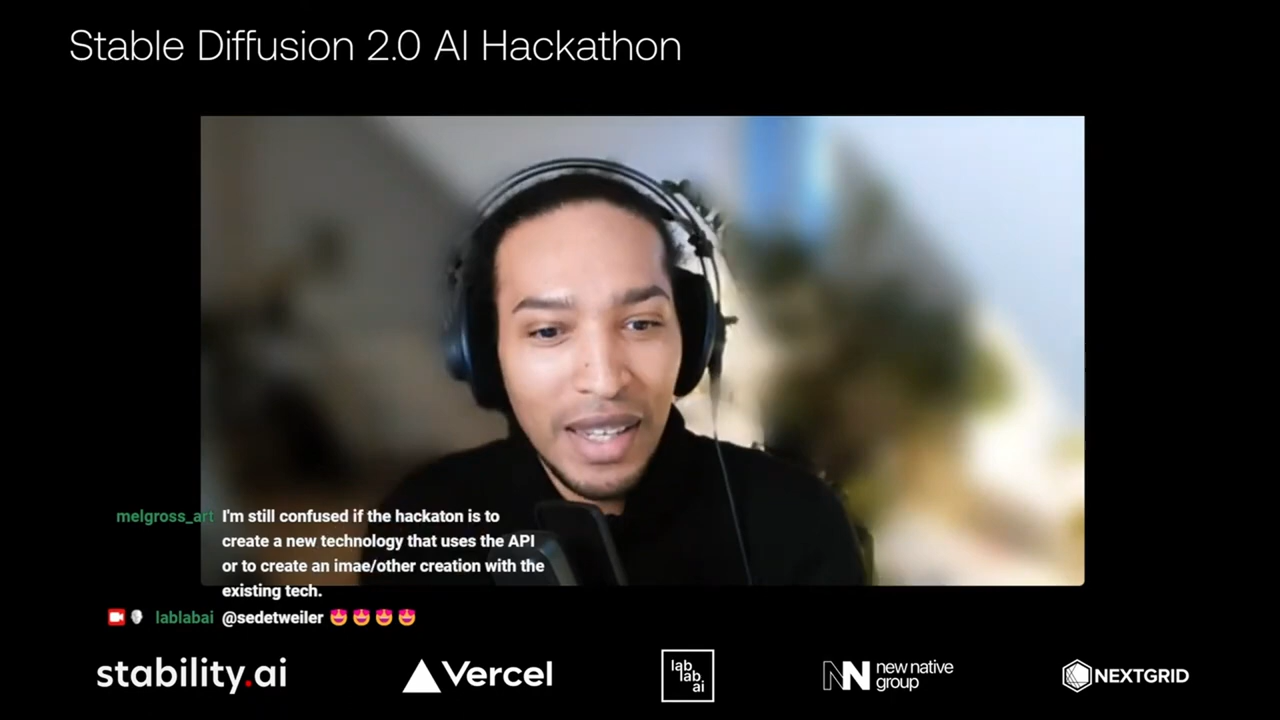 Stable Diffusion 2.0 AI Hackathon
melgross_art I'm still confused if the hackaton is to
create a new technology that uses the API
or to create an imae/other creation with the
existing tech.
lablabai @sedetweiler 😍😍😍😍
stability.ai
Vercel
lab
lab
ai
new native
group
NEXTGRID